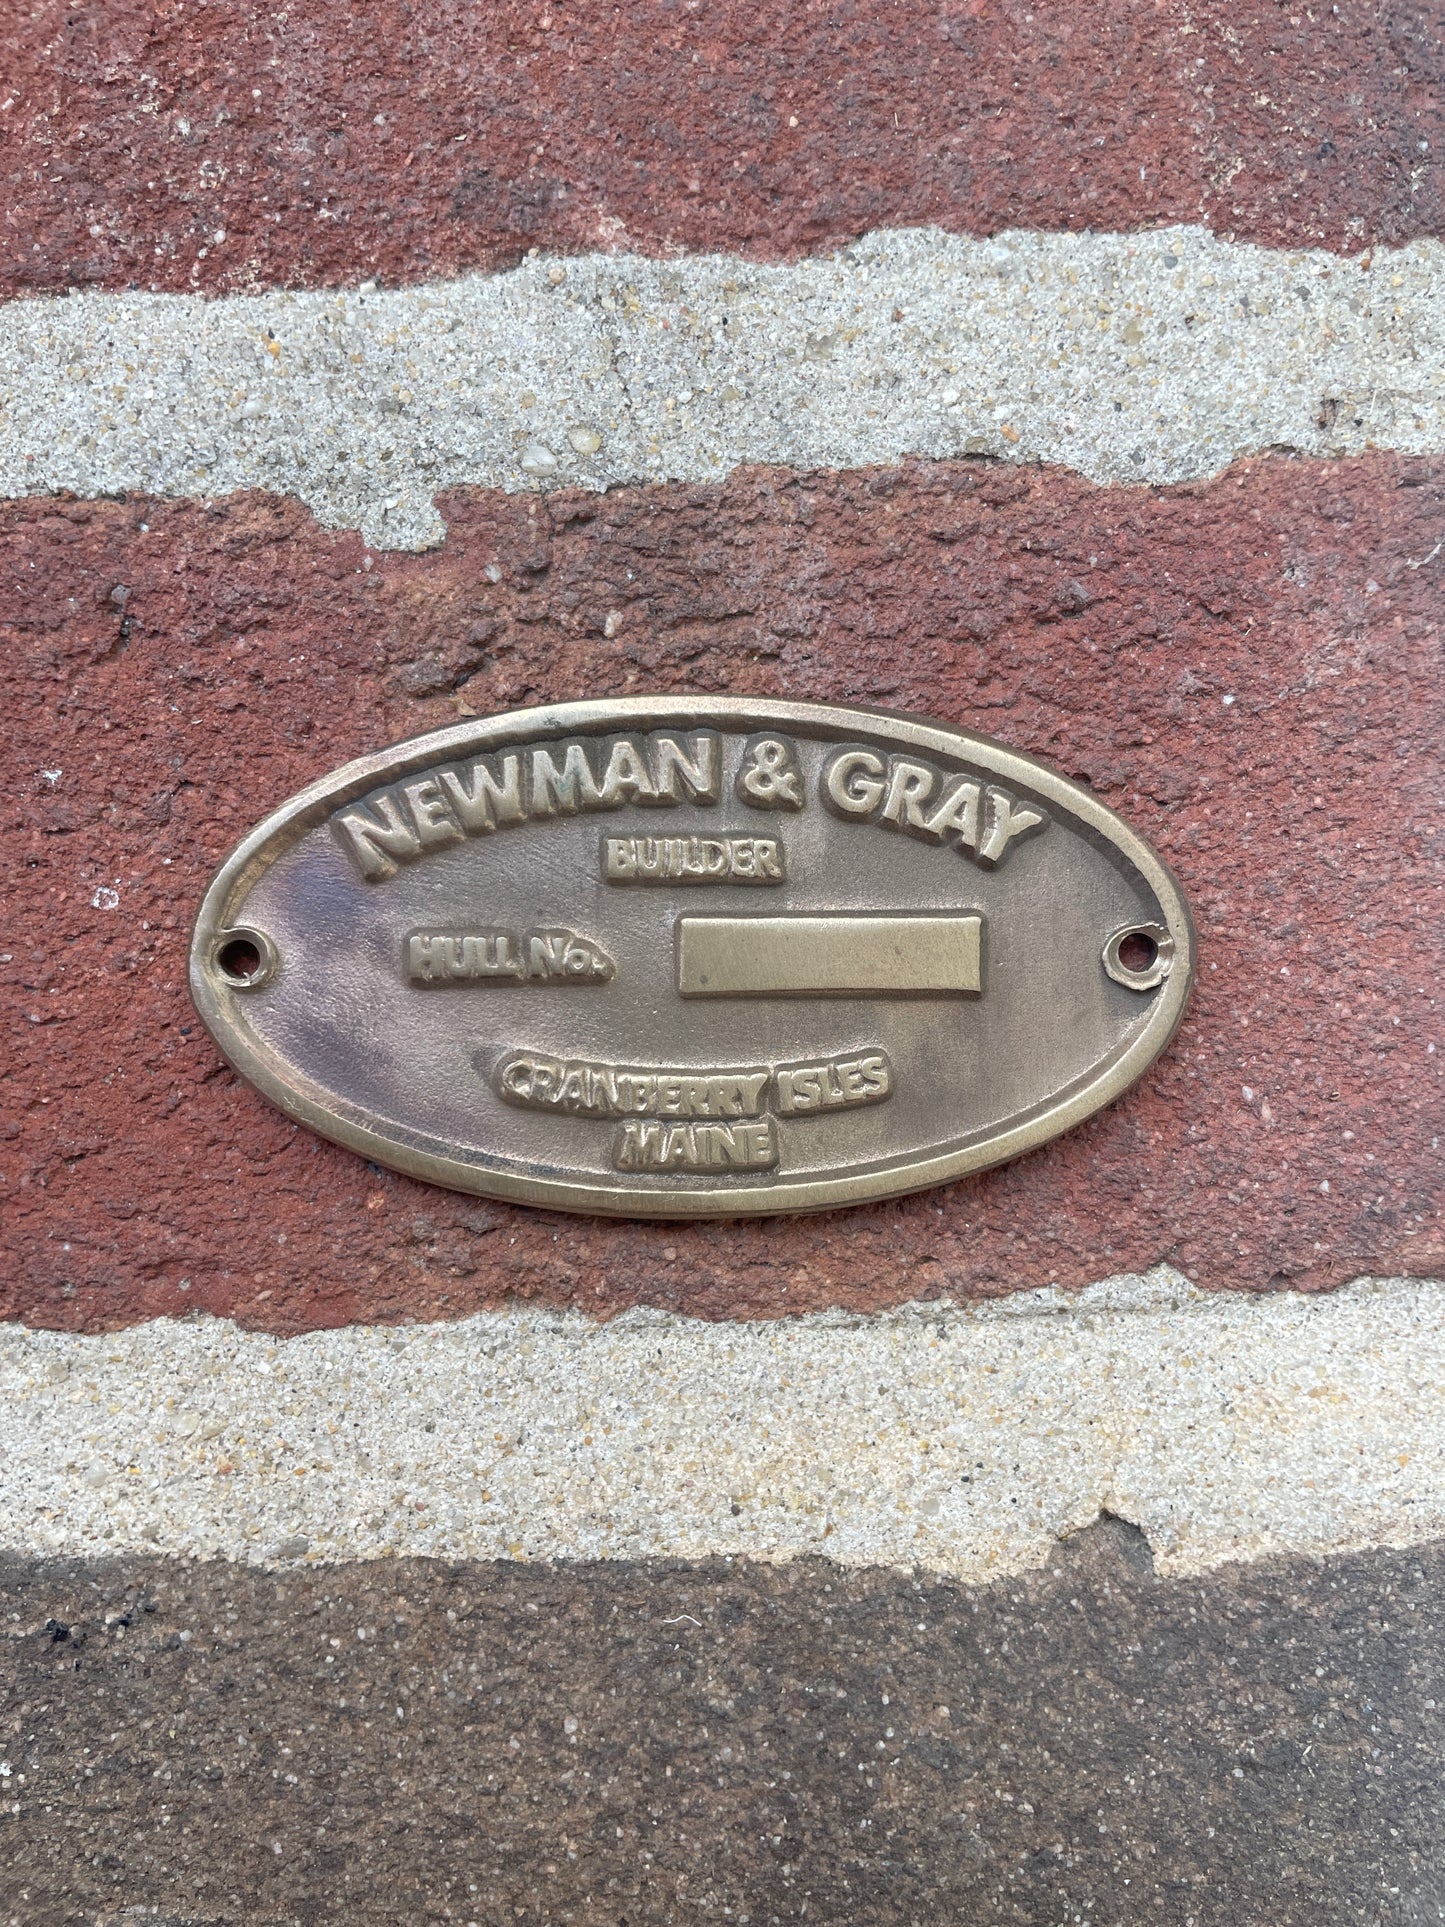 NEWMAN & GRAY
BUILDER
HULL No.
CRANBERRY ISLES
MAINE